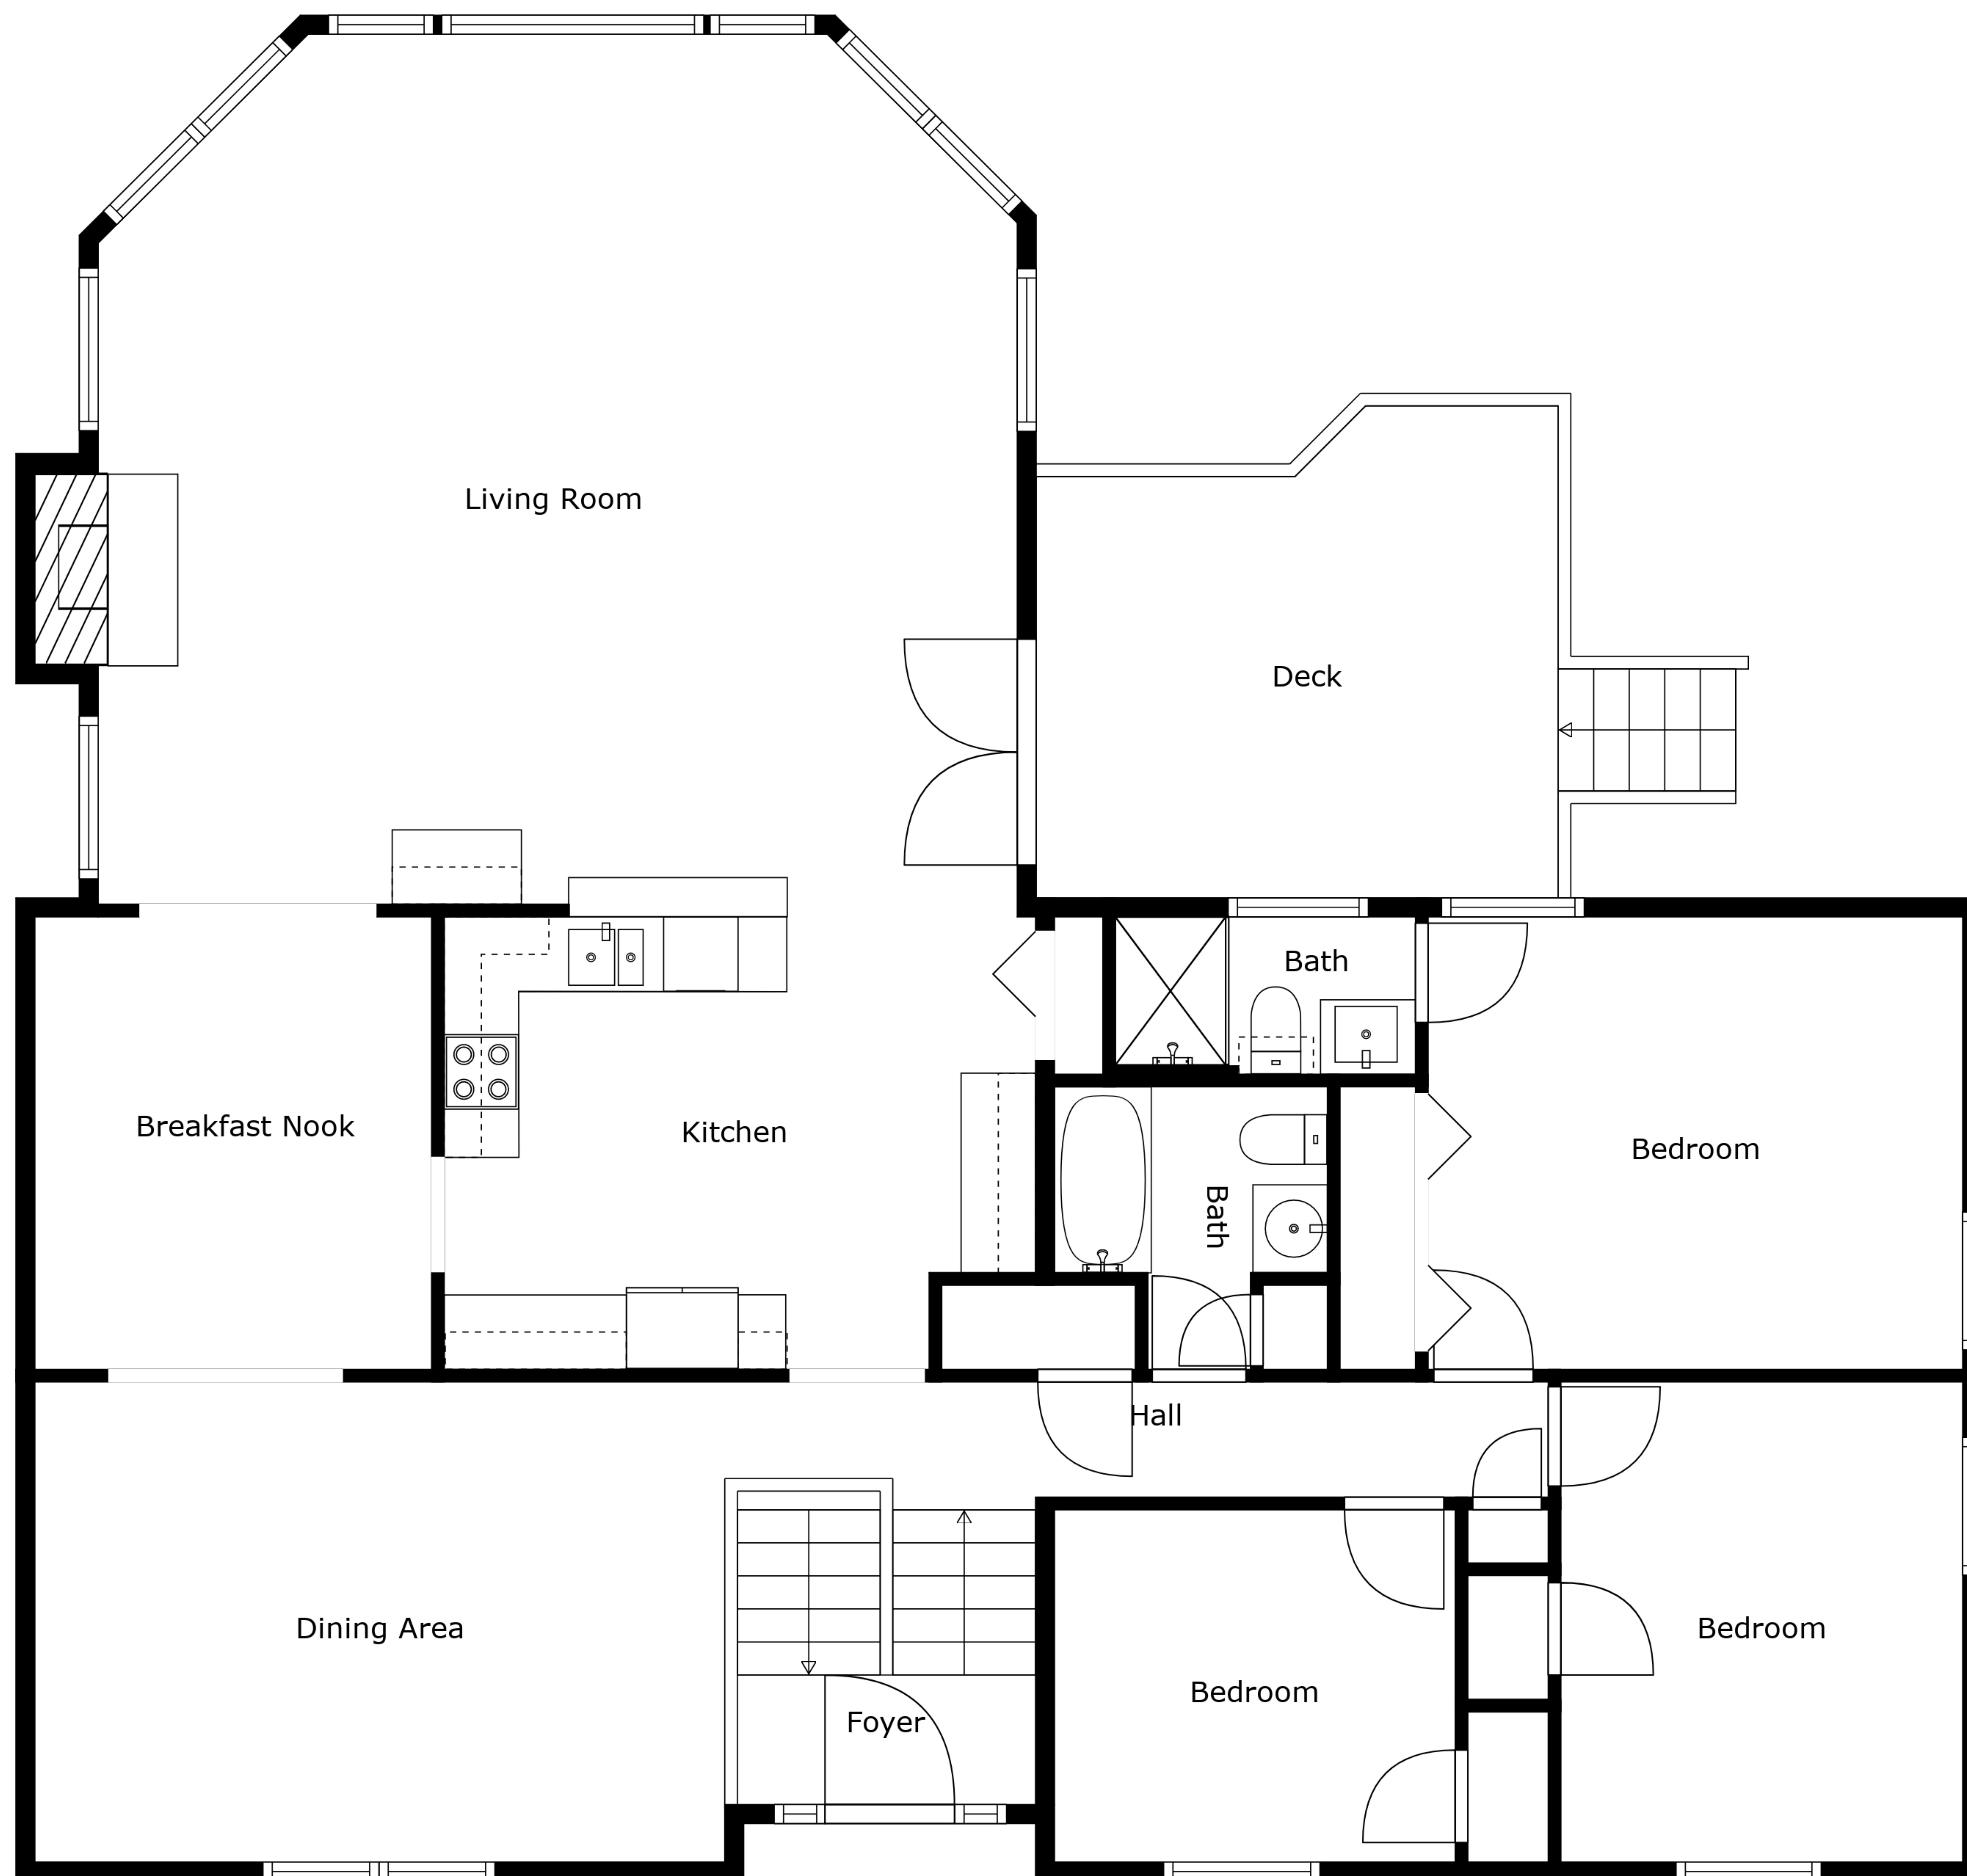 Living Room
Deck
Bath
Breakfast Nook
Kitchen
Bedroom
Bath
Hall
Dining Area
Bedroom
Bedroom
Foyer